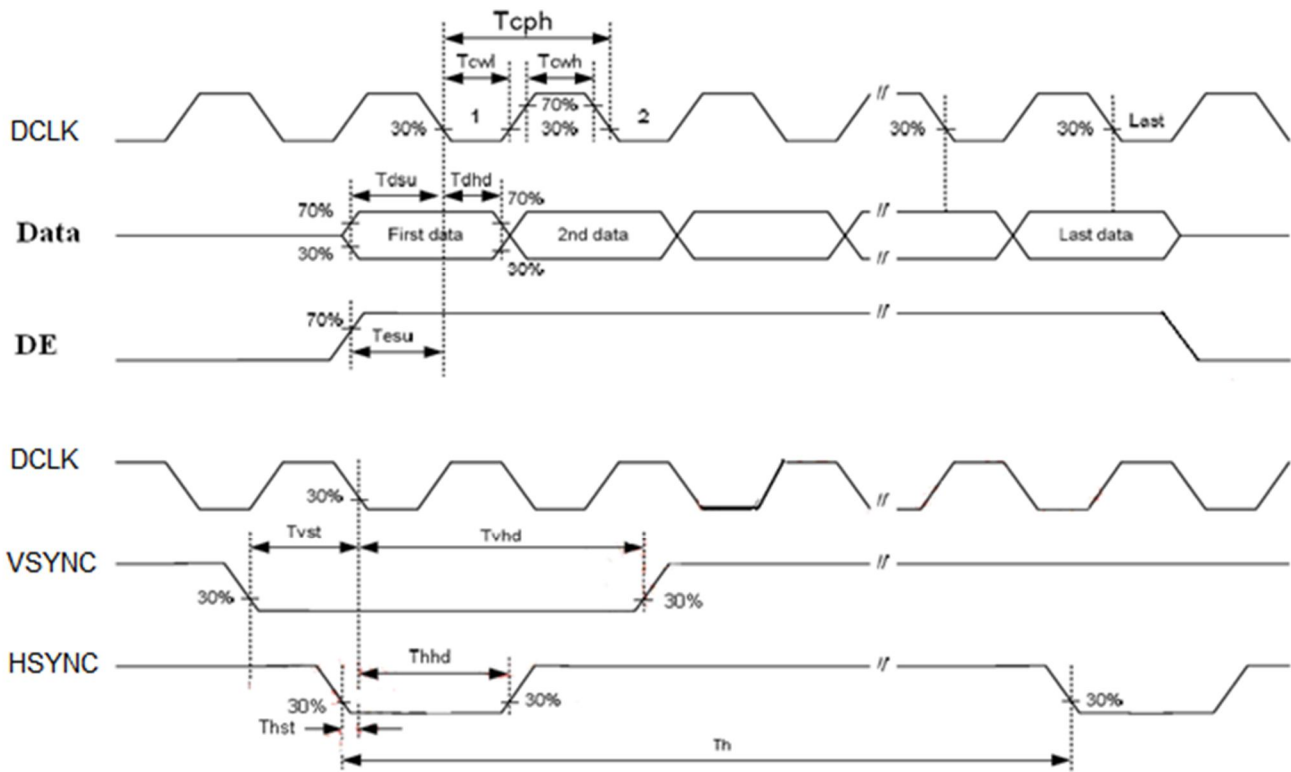 Tcph
Tcwl Tcwh
DCLK 30% 1 70% 30% 2 30% 30% Last
Tdsu Tdhd
70% 70%
Data First data 2nd data Last data
30% 30%
70%
DE Tesu
DCLK
30%
Tvst Tvhd
VSYNC
30% 30%
HSYNC Thhd
30% 30% 30%
Thst
Th